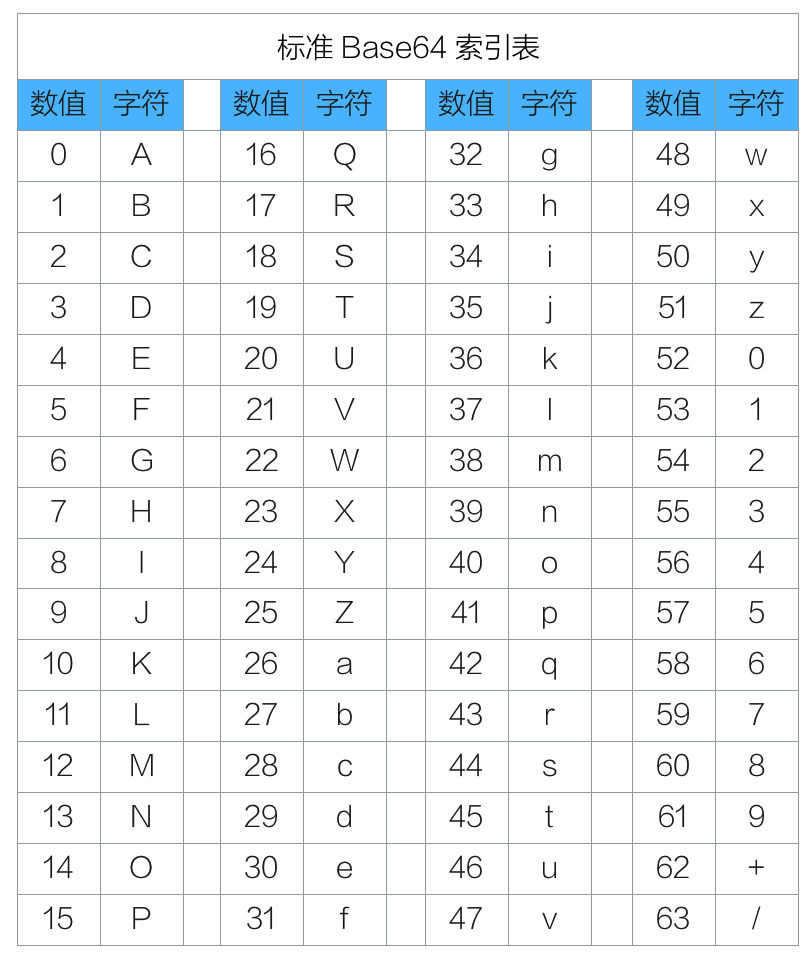 标准 Base64 索引表
数值 字符 数值 字符 数值 字符 数值 字符
0 A 16 Q 32 g 48 w
1 B 17 R 33 h 49 x
2 C 18 S 34 i 50 y
3 D 19 T 35 j 51 z
4 E 20 U 36 k 52 0
5 F 21 V 37 l 53 1
6 G 22 W 38 m 54 2
7 H 23 X 39 n 55 3
8 I 24 Y 40 o 56 4
9 J 25 Z 41 p 57 5
10 K 26 a 42 q 58 6
11 L 27 b 43 r 59 7
12 M 28 c 44 s 60 8
13 N 29 d 45 t 61 9
14 O 30 e 46 u 62 +
15 P 31 f 47 v 63 /